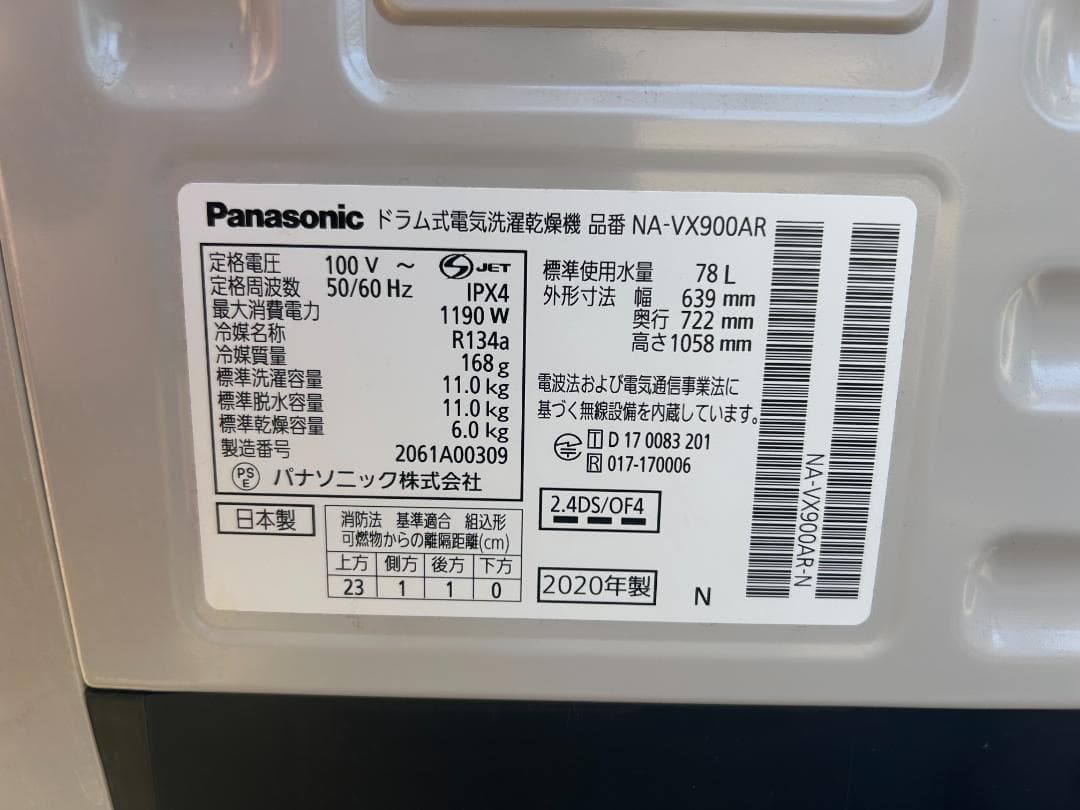 Panasonic ドラム式電気洗濯乾燥機 品番 NA-VX900AR
定格電圧 100 V ～ S JET
定格周波数 50/60 Hz IPX4
最大消費電力 1190 W
冷媒名称 R134a
冷媒質量 168 g
標準洗濯容量 11.0 kg
標準脱水容量 11.0 kg
標準乾燥容量 6.0 kg
製造番号 2061A00309
PS E パナソニック株式会社
標準使用水量 78 L
外形寸法 幅 639 mm
奥行 722 mm
高さ 1058 mm
電波法および電気通信事業法に
基づく無線設備を内蔵しています。
T D 17 0083 201
R 017-170006
2.4DS/OF4
日本製
消防法 基準適合 組込形
可燃物からの離隔距離(cm)
上方 側方 後方 下方
23 1 1 0
2020年製
N
NA-VX900AR-N